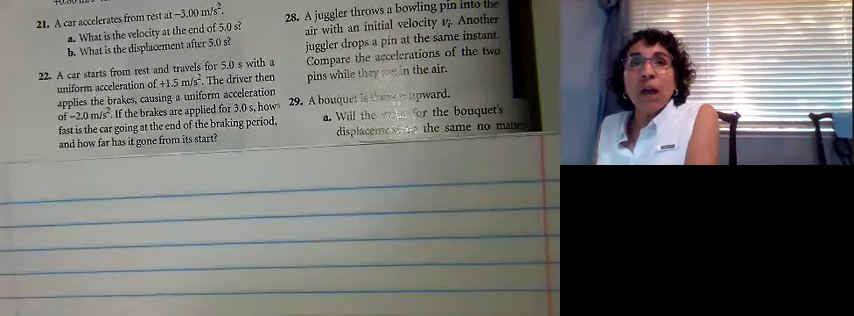 21. A car accelerates from rest at −3.00 m/s².
a. What is the velocity at the end of 5.0 s?
b. What is the displacement after 5.0 s?
22. A car starts from rest and travels for 5.0 s with a
uniform acceleration of +1.5 m/s². The driver then
applies the brakes, causing a uniform acceleration
of −2.0 m/s². If the brakes are applied for 3.0 s, how
fast is the car going at the end of the braking period,
and how far has it gone from its start?
28. A juggler throws a bowling pin into the
air with an initial velocity vᵢ. Another
juggler drops a pin at the same instant.
Compare the accelerations of the two
pins while they are in the air.
29. A bouquet is upward.
a. Will the for the bouquet's
the same no